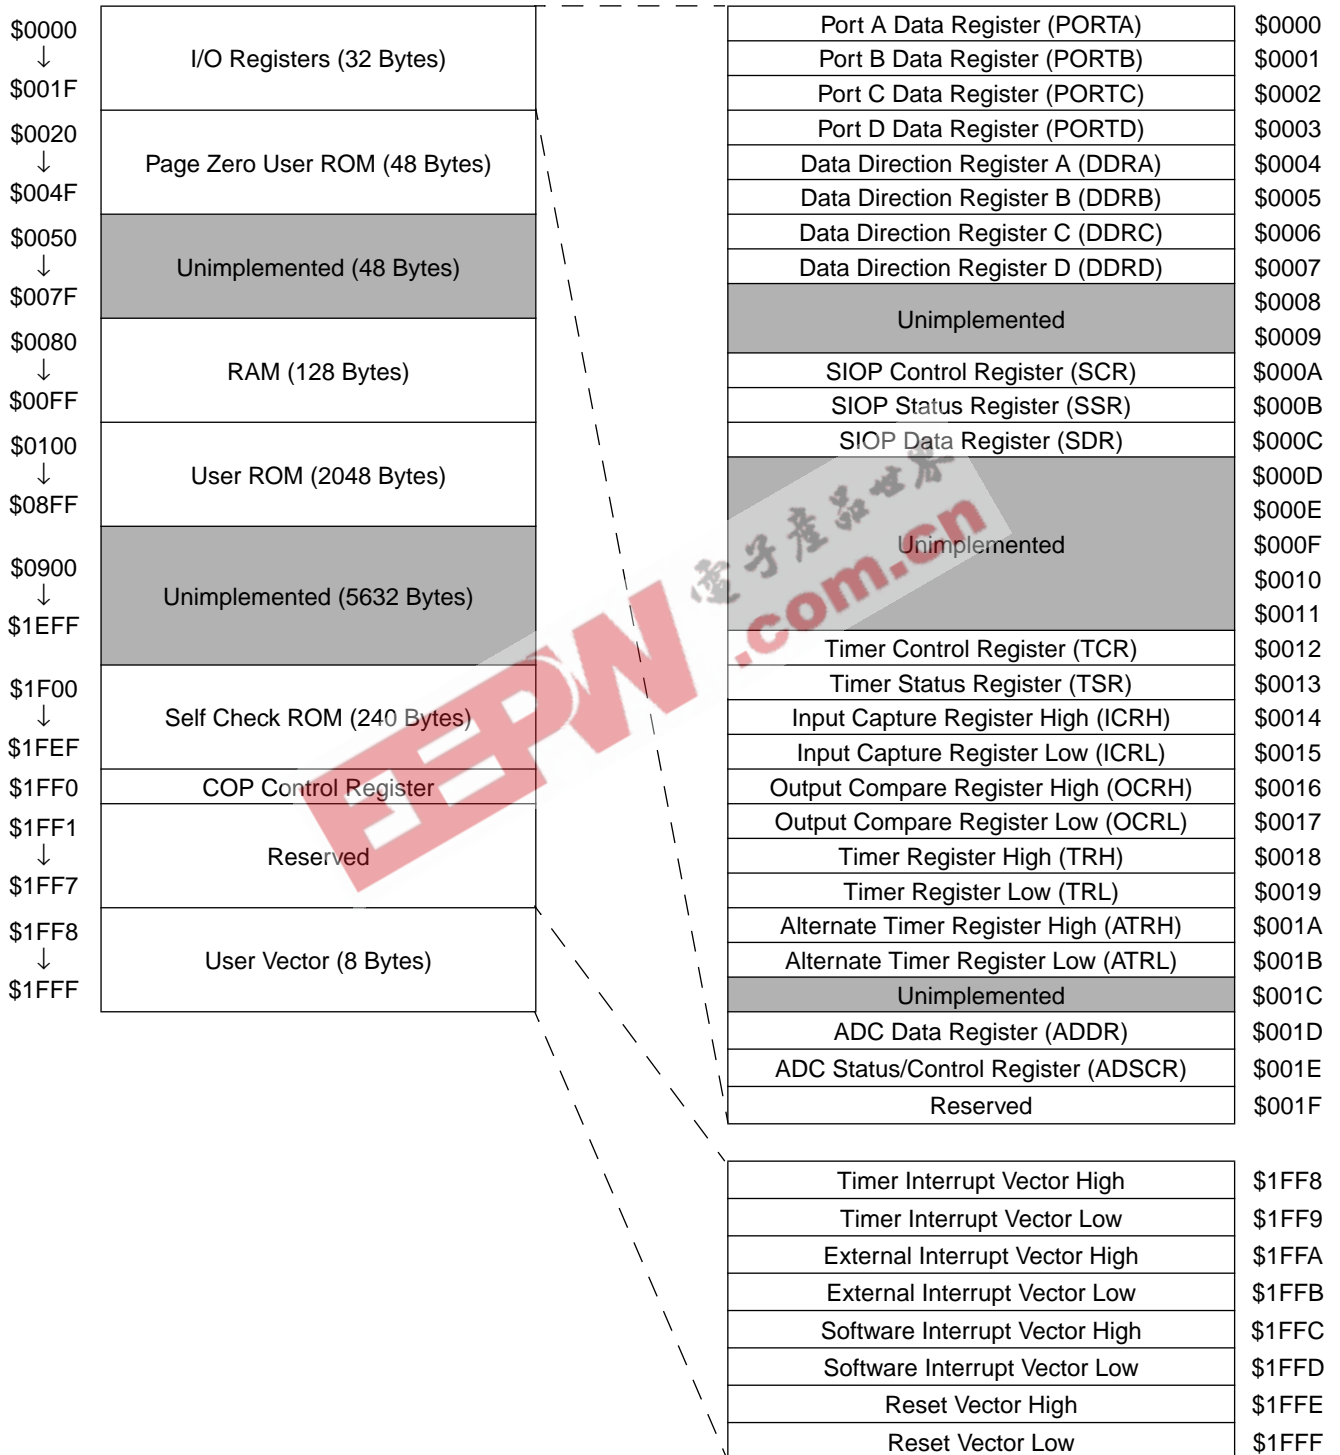 $0000
↓
$001F
I/O Registers (32 Bytes)
$0020
↓
$004F
Page Zero User ROM (48 Bytes)
$0050
↓
$007F
Unimplemented (48 Bytes)
$0080
↓
$00FF
RAM (128 Bytes)
$0100
↓
$08FF
User ROM (2048 Bytes)
$0900
↓
$1EFF
Unimplemented (5632 Bytes)
$1F00
↓
$1FEF
Self Check ROM (240 Bytes)
$1FF0 COP Control Register
$1FF1
↓
$1FF7
Reserved
$1FF8
↓
$1FFF
User Vector (8 Bytes)
Port A Data Register (PORTA) $0000
Port B Data Register (PORTB) $0001
Port C Data Register (PORTC) $0002
Port D Data Register (PORTD) $0003
Data Direction Register A (DDRA) $0004
Data Direction Register B (DDRB) $0005
Data Direction Register C (DDRC) $0006
Data Direction Register D (DDRD) $0007
Unimplemented
$0008
$0009
SIOP Control Register (SCR) $000A
SIOP Status Register (SSR) $000B
SIOP Data Register (SDR) $000C
$000D
$000E
Unimplemented $000F
$0010
$0011
Timer Control Register (TCR) $0012
Timer Status Register (TSR) $0013
Input Capture Register High (ICRH) $0014
Input Capture Register Low (ICRL) $0015
Output Compare Register High (OCRH) $0016
Output Compare Register Low (OCRL) $0017
Timer Register High (TRH) $0018
Timer Register Low (TRL) $0019
Alternate Timer Register High (ATRH) $001A
Alternate Timer Register Low (ATRL) $001B
Unimplemented $001C
ADC Data Register (ADDR) $001D
ADC Status/Control Register (ADSCR) $001E
Reserved $001F
Timer Interrupt Vector High $1FF8
Timer Interrupt Vector Low $1FF9
External Interrupt Vector High $1FFA
External Interrupt Vector Low $1FFB
Software Interrupt Vector High $1FFC
Software Interrupt Vector Low $1FFD
Reset Vector High $1FFE
Reset Vector Low $1FFF
EEPW
電子產品世界
.com.cn